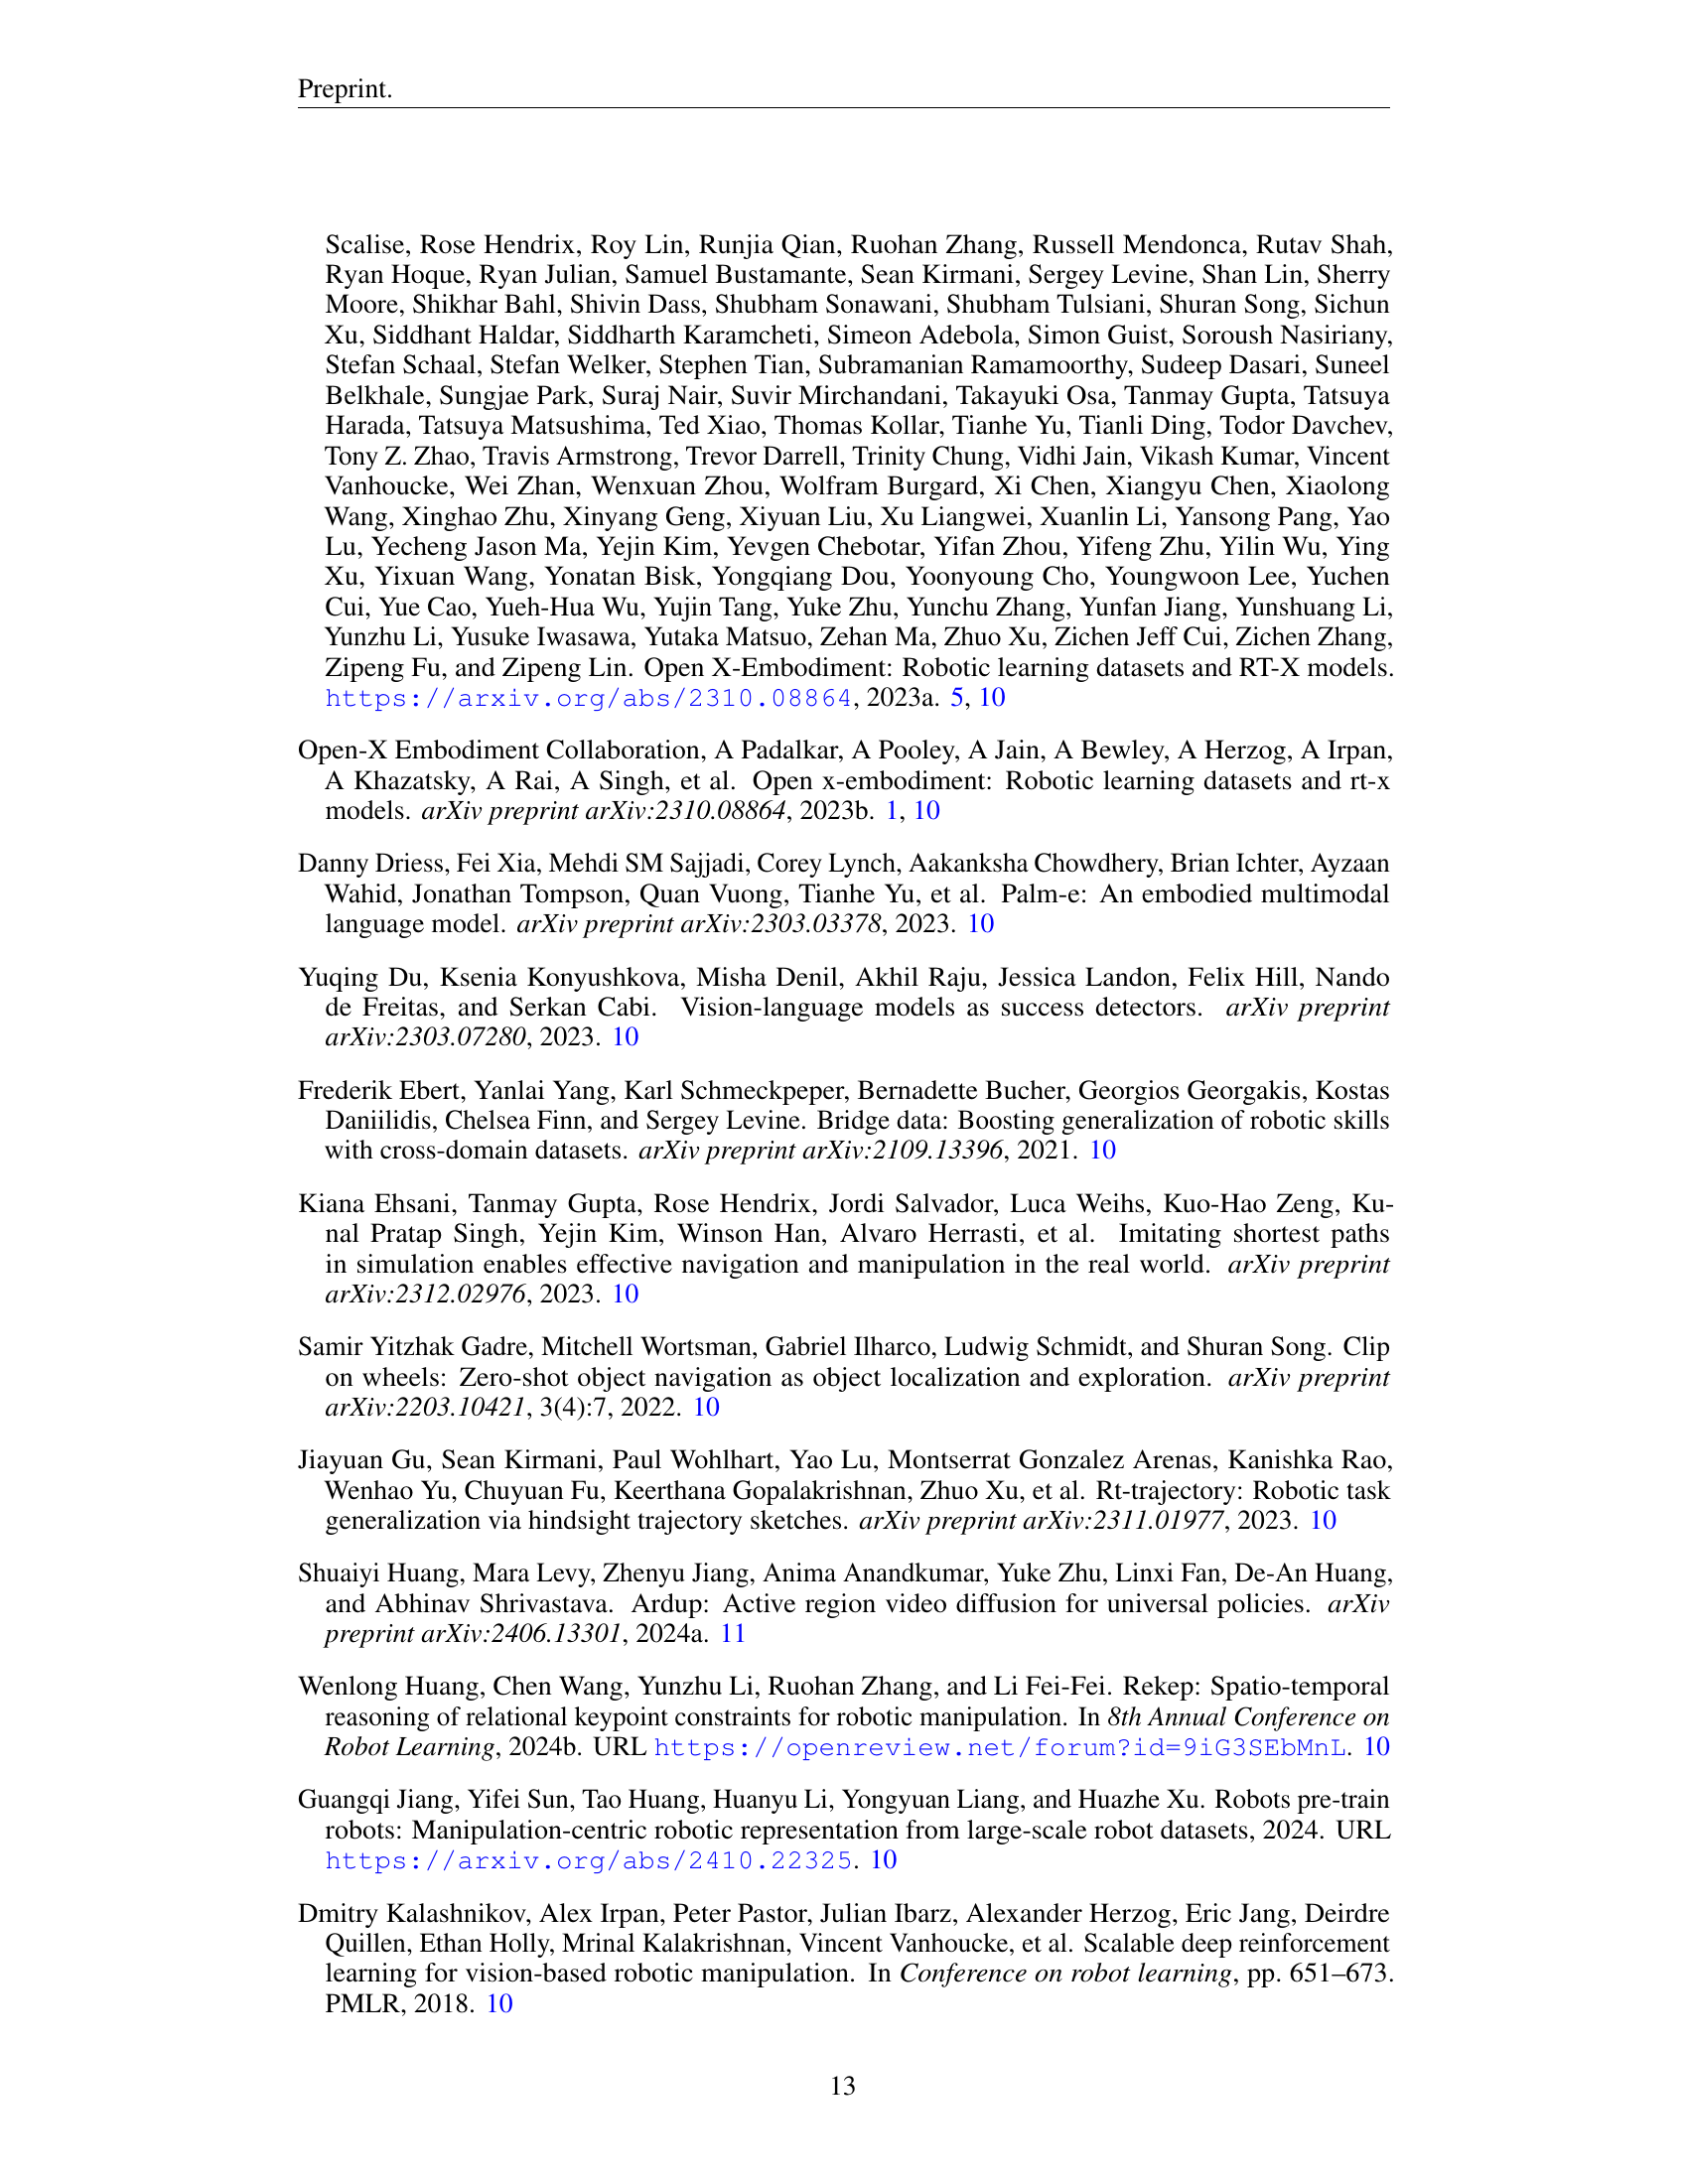 Preprint.
Scalise, Rose Hendrix, Roy Lin, Runjia Qian, Ruohan Zhang, Russell Mendonca, Rutav Shah,
Ryan Hoque, Ryan Julian, Samuel Bustamante, Sean Kirmani, Sergey Levine, Shan Lin, Sherry
Moore, Shikhar Bahl, Shivin Dass, Shubham Sonawani, Shubham Tulsiani, Shuran Song, Sichun
Xu, Siddhant Haldar, Siddharth Karamcheti, Simeon Adebola, Simon Guist, Soroush Nasiriany,
Stefan Schaal, Stefan Welker, Stephen Tian, Subramanian Ramamoorthy, Sudeep Dasari, Suneel
Belkhale, Sungjae Park, Suraj Nair, Suvir Mirchandani, Takayuki Osa, Tanmay Gupta, Tatsuya
Harada, Tatsuya Matsushima, Ted Xiao, Thomas Kollar, Tianhe Yu, Tianli Ding, Todor Davchev,
Tony Z. Zhao, Travis Armstrong, Trevor Darrell, Trinity Chung, Vidhi Jain, Vikash Kumar, Vincent
Vanhoucke, Wei Zhan, Wenxuan Zhou, Wolfram Burgard, Xi Chen, Xiangyu Chen, Xiaolong
Wang, Xinghao Zhu, Xinyang Geng, Xiyuan Liu, Xu Liangwei, Xuanlin Li, Yansong Pang, Yao
Lu, Yecheng Jason Ma, Yejin Kim, Yevgen Chebotar, Yifan Zhou, Yifeng Zhu, Yilin Wu, Ying
Xu, Yixuan Wang, Yonatan Bisk, Yongqiang Dou, Yoonyoung Cho, Youngwoon Lee, Yuchen
Cui, Yue Cao, Yueh-Hua Wu, Yujin Tang, Yuke Zhu, Yunchu Zhang, Yunfan Jiang, Yunshuang Li,
Yunzhu Li, Yusuke Iwasawa, Yutaka Matsuo, Zehan Ma, Zhuo Xu, Zichen Jeff Cui, Zichen Zhang,
Zipeng Fu, and Zipeng Lin. Open X-Embodiment: Robotic learning datasets and RT-X models.
https://arxiv.org/abs/2310.08864, 2023a. 5, 10
Open-X Embodiment Collaboration, A Padalkar, A Pooley, A Jain, A Bewley, A Herzog, A Irpan,
A Khazatsky, A Rai, A Singh, et al. Open x-embodiment: Robotic learning datasets and rt-x
models. arXiv preprint arXiv:2310.08864, 2023b. 1, 10
Danny Driess, Fei Xia, Mehdi SM Sajjadi, Corey Lynch, Aakanksha Chowdhery, Brian Ichter, Ayzaan
Wahid, Jonathan Tompson, Quan Vuong, Tianhe Yu, et al. Palm-e: An embodied multimodal
language model. arXiv preprint arXiv:2303.03378, 2023. 10
Yuqing Du, Ksenia Konyushkova, Misha Denil, Akhil Raju, Jessica Landon, Felix Hill, Nando
de Freitas, and Serkan Cabi. Vision-language models as success detectors. arXiv preprint
arXiv:2303.07280, 2023. 10
Frederik Ebert, Yanlai Yang, Karl Schmeckpeper, Bernadette Bucher, Georgios Georgakis, Kostas
Daniilidis, Chelsea Finn, and Sergey Levine. Bridge data: Boosting generalization of robotic skills
with cross-domain datasets. arXiv preprint arXiv:2109.13396, 2021. 10
Kiana Ehsani, Tanmay Gupta, Rose Hendrix, Jordi Salvador, Luca Weihs, Kuo-Hao Zeng, Ku-
nal Pratap Singh, Yejin Kim, Winson Han, Alvaro Herrasti, et al. Imitating shortest paths
in simulation enables effective navigation and manipulation in the real world. arXiv preprint
arXiv:2312.02976, 2023. 10
Samir Yitzhak Gadre, Mitchell Wortsman, Gabriel Ilharco, Ludwig Schmidt, and Shuran Song. Clip
on wheels: Zero-shot object navigation as object localization and exploration. arXiv preprint
arXiv:2203.10421, 3(4):7, 2022. 10
Jiayuan Gu, Sean Kirmani, Paul Wohlhart, Yao Lu, Montserrat Gonzalez Arenas, Kanishka Rao,
Wenhao Yu, Chuyuan Fu, Keerthana Gopalakrishnan, Zhuo Xu, et al. Rt-trajectory: Robotic task
generalization via hindsight trajectory sketches. arXiv preprint arXiv:2311.01977, 2023. 10
Shuaiyi Huang, Mara Levy, Zhenyu Jiang, Anima Anandkumar, Yuke Zhu, Linxi Fan, De-An Huang,
and Abhinav Shrivastava. Ardup: Active region video diffusion for universal policies. arXiv
preprint arXiv:2406.13301, 2024a. 11
Wenlong Huang, Chen Wang, Yunzhu Li, Ruohan Zhang, and Li Fei-Fei. Rekep: Spatio-temporal
reasoning of relational keypoint constraints for robotic manipulation. In 8th Annual Conference on
Robot Learning, 2024b. URL https://openreview.net/forum?id=9iG3SEbMnL. 10
Guangqi Jiang, Yifei Sun, Tao Huang, Huanyu Li, Yongyuan Liang, and Huazhe Xu. Robots pre-train
robots: Manipulation-centric robotic representation from large-scale robot datasets, 2024. URL
https://arxiv.org/abs/2410.22325. 10
Dmitry Kalashnikov, Alex Irpan, Peter Pastor, Julian Ibarz, Alexander Herzog, Eric Jang, Deirdre
Quillen, Ethan Holly, Mrinal Kalakrishnan, Vincent Vanhoucke, et al. Scalable deep reinforcement
learning for vision-based robotic manipulation. In Conference on robot learning, pp. 651–673.
PMLR, 2018. 10
13